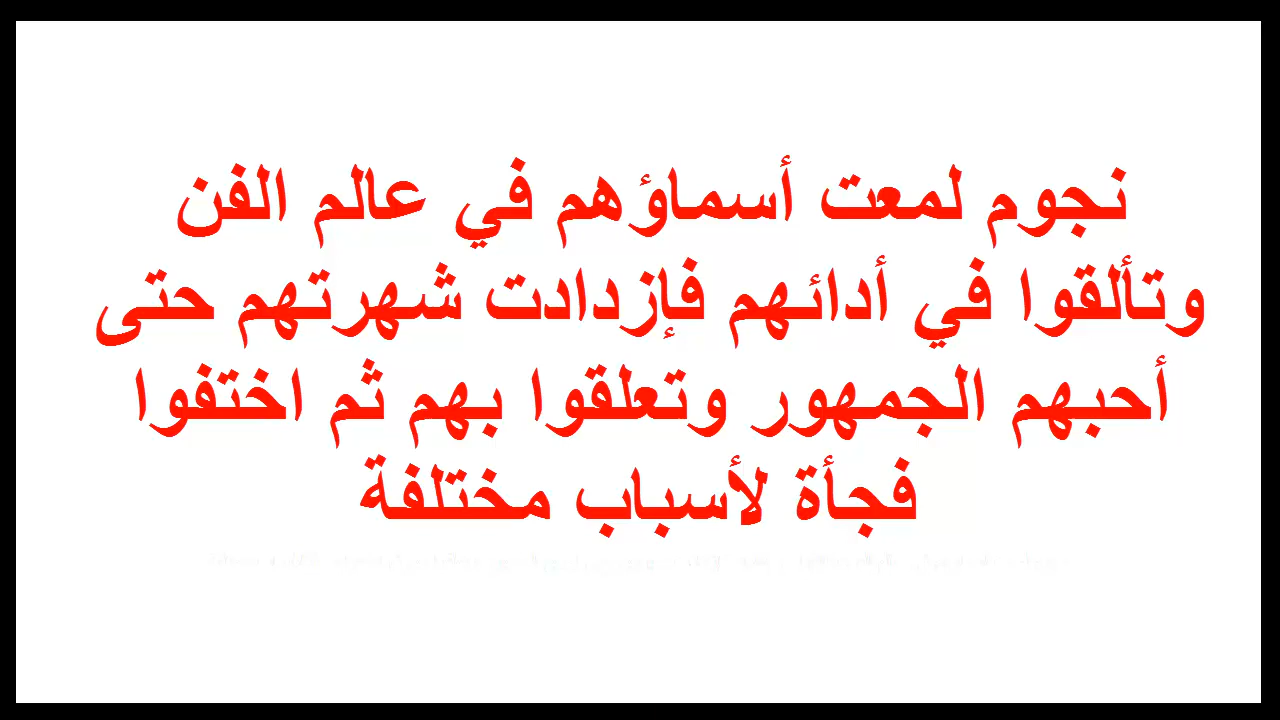 نجوم لمعت أسماؤهم في عالم الفن
وتألقوا في أدائهم فإزدادت شهرتهم حتى
أحبهم الجمهور وتعلقوا بهم ثم اختفوا
فجأة لأسباب مختلفة